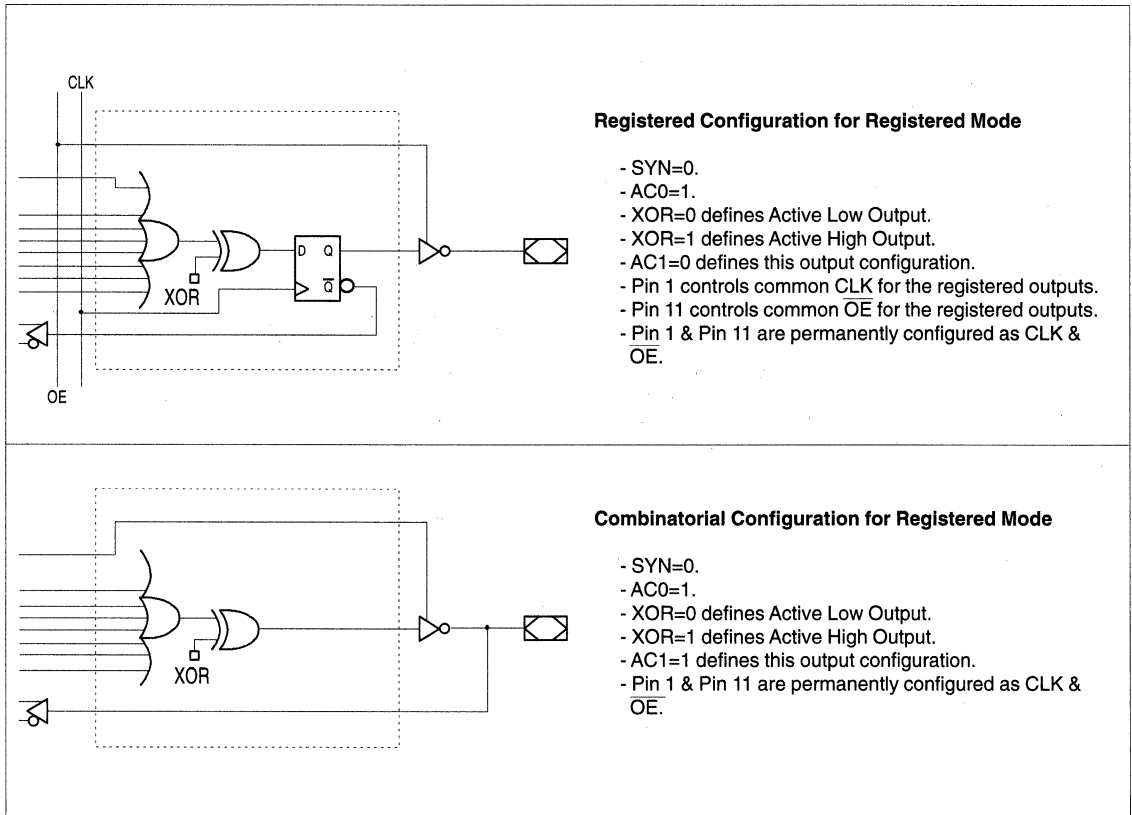 CLK
D Q
Q̅
XOR
OE
Registered Configuration for Registered Mode
- SYN=0.
- AC0=1.
- XOR=0 defines Active Low Output.
- XOR=1 defines Active High Output.
- AC1=0 defines this output configuration.
- Pin 1 controls common CLK for the registered outputs.
- Pin 11 controls common O̅E̅ for the registered outputs.
- Pin 1 & Pin 11 are permanently configured as CLK &
O̅E̅.
XOR
Combinatorial Configuration for Registered Mode
- SYN=0.
- AC0=1.
- XOR=0 defines Active Low Output.
- XOR=1 defines Active High Output.
- AC1=1 defines this output configuration.
- Pin 1 & Pin 11 are permanently configured as CLK &
O̅E̅.